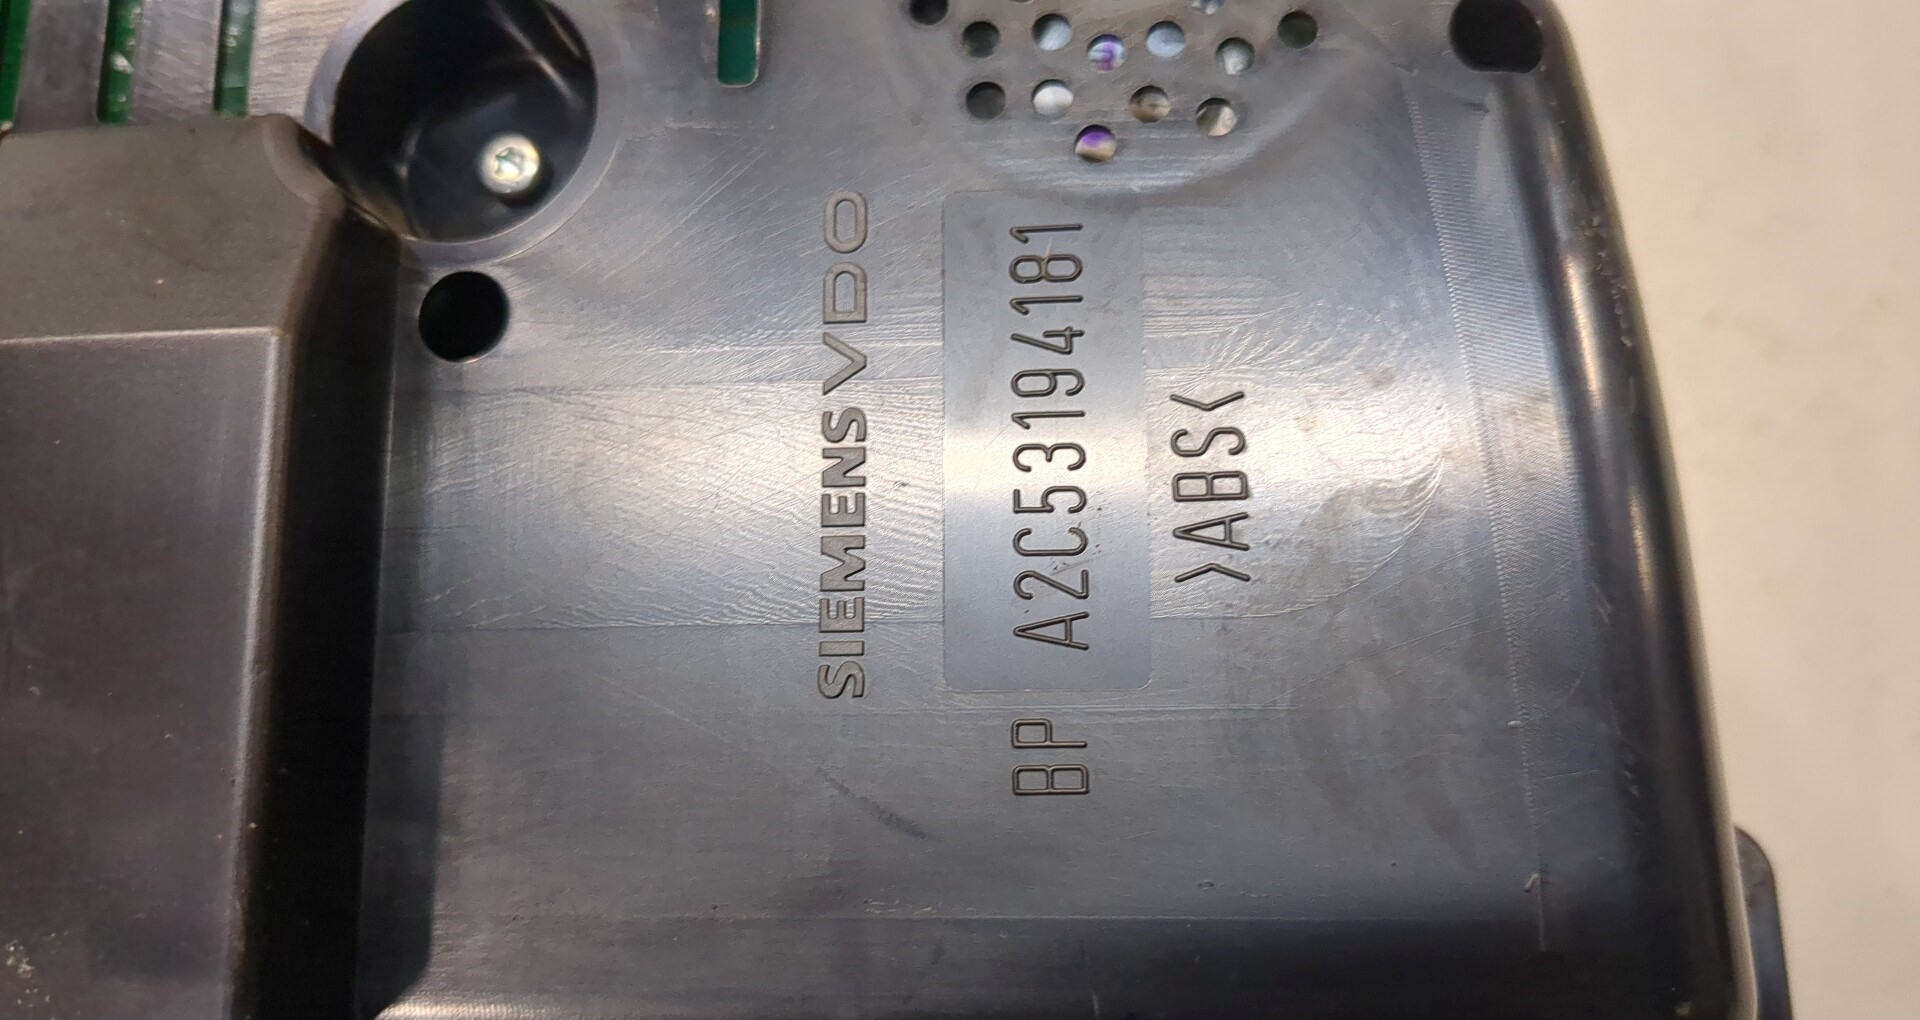 SIEMENS VDO
BP A2C53194181
>ABS<